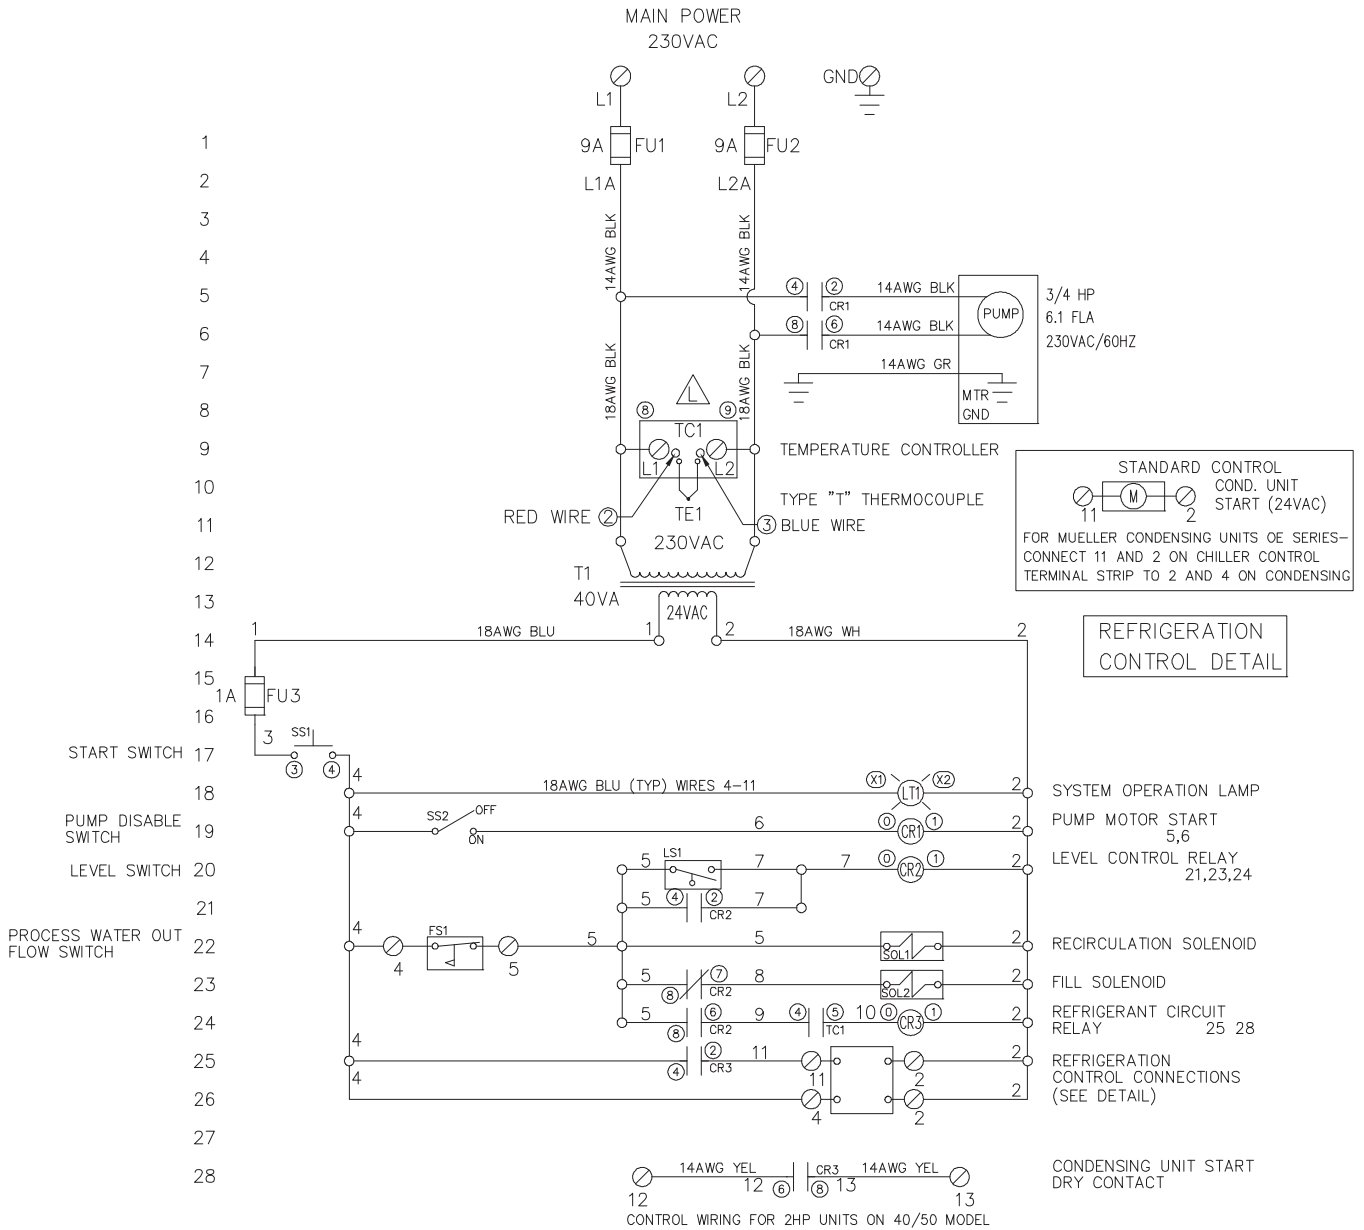 MAIN POWER
230VAC
GND
L1
L2
1
9A FU1
9A FU2
2
L1A
L2A
3
14AWG BLK
14AWG BLK
4
5
4 2
CR1
14AWG BLK
PUMP
3/4 HP
6.1 FLA
230VAC/60HZ
6
8 6
CR1
14AWG BLK
7
18AWG BLK
18AWG BLK
14AWG GR
MTR
GND
8
L
8 9
TC1
9
L1 L2
TEMPERATURE CONTROLLER
10
TYPE "T" THERMOCOUPLE
TE1
11
RED WIRE 2
3 BLUE WIRE
230VAC
12
T1
40VA
13
24VAC
STANDARD CONTROL
COND. UNIT
START (24VAC)
M
11 2
FOR MUELLER CONDENSING UNITS OE SERIES-
CONNECT 11 AND 2 ON CHILLER CONTROL
TERMINAL STRIP TO 2 AND 4 ON CONDENSING
REFRIGERATION
CONTROL DETAIL
14
1 18AWG BLU 1 2 18AWG WH 2
15
1A FU3
16
3 SS1
START SWITCH 17
3 4
4
18
18AWG BLU (TYP) WIRES 4-11
X1 LT1 X2
2
SYSTEM OPERATION LAMP
4
PUMP DISABLE
SWITCH
19
SS2 OFF
ON
6
0 CR1 1
2
PUMP MOTOR START
5,6
LEVEL SWITCH 20
5 LS1 7 7
0 CR2 1
2
LEVEL CONTROL RELAY
21,23,24
21
5 4 2 CR2 7
PROCESS WATER OUT
FLOW SWITCH
22
4
4 FS1 5
5 5
SOL1
2
RECIRCULATION SOLENOID
23
5 8 7 CR2 8
SOL2
2
FILL SOLENOID
24
5 8 6 CR2 9
4 5 TC1 10
0 CR3 1
2
REFRIGERANT CIRCUIT
RELAY 25 28
4
25
4 2 CR3 11
11 2
2
REFRIGERATION
CONTROL CONNECTIONS
(SEE DETAIL)
4
26
4 2
2
27
28
14AWG YEL CR3 14AWG YEL
12 12 6 8 13 13
CONDENSING UNIT START
DRY CONTACT
CONTROL WIRING FOR 2HP UNITS ON 40/50 MODEL